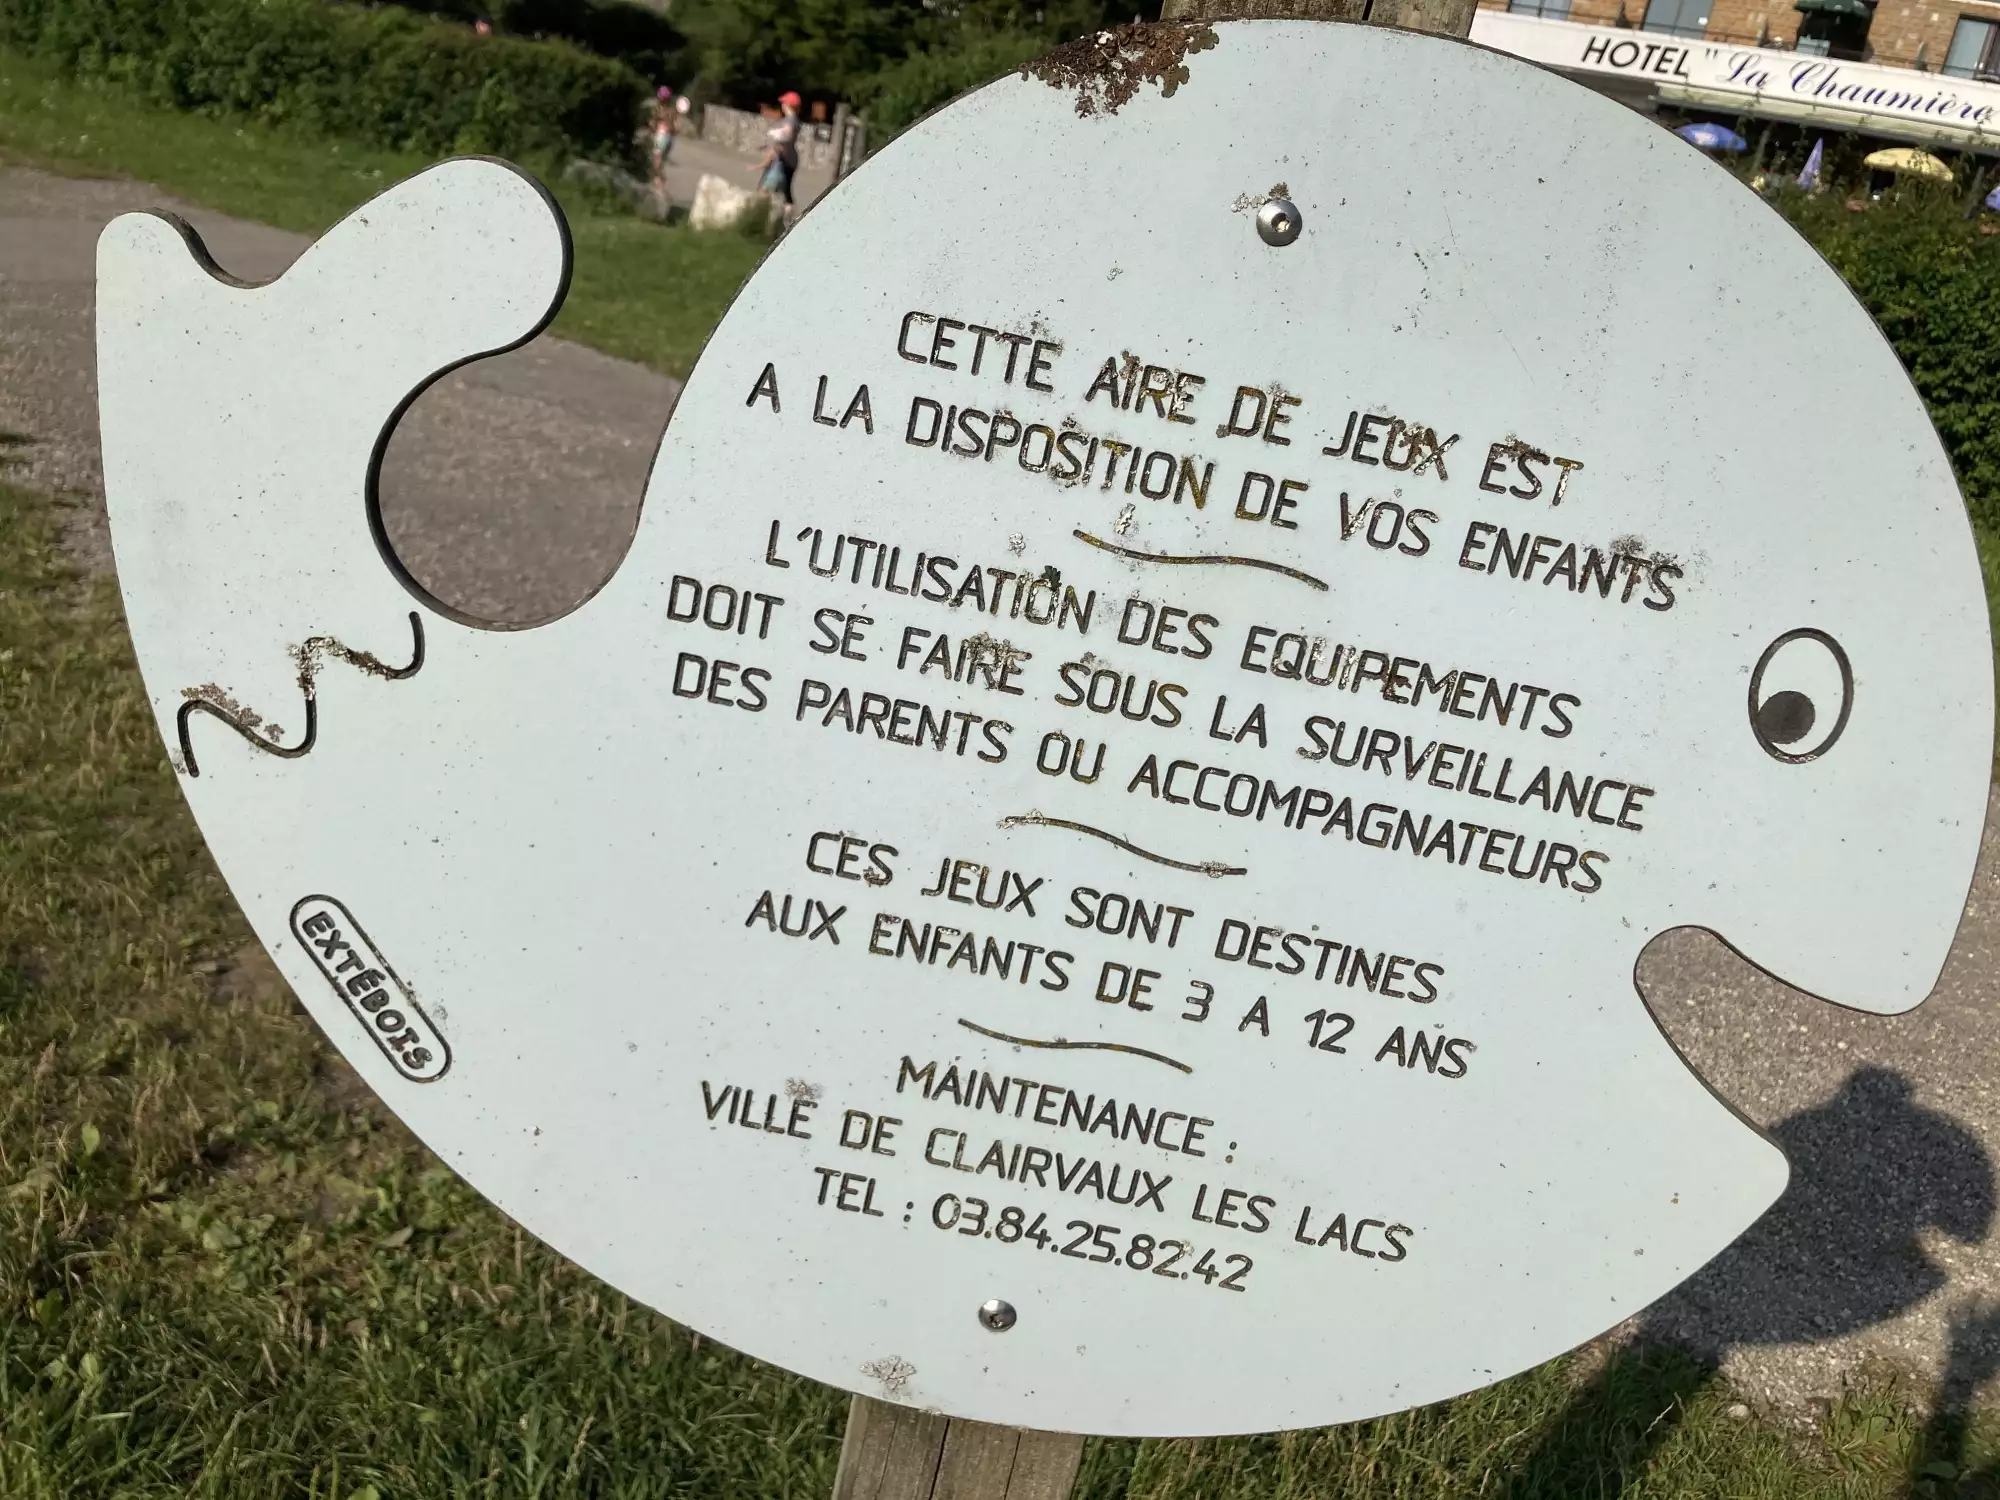 HOTEL "La Chaumière
CETTE AIRE DE JEUX EST
A LA DISPOSITION DE VOS ENFANTS
L'UTILISATION DES EQUIPEMENTS
DOIT SE FAIRE SOUS LA SURVEILLANCE
DES PARENTS OU ACCOMPAGNATEURS
CES JEUX SONT DESTINES
AUX ENFANTS DE 3 A 12 ANS
MAINTENANCE :
VILLE DE CLAIRVAUX LES LACS
TEL : 03.84.25.82.42
EXTÉBOIS